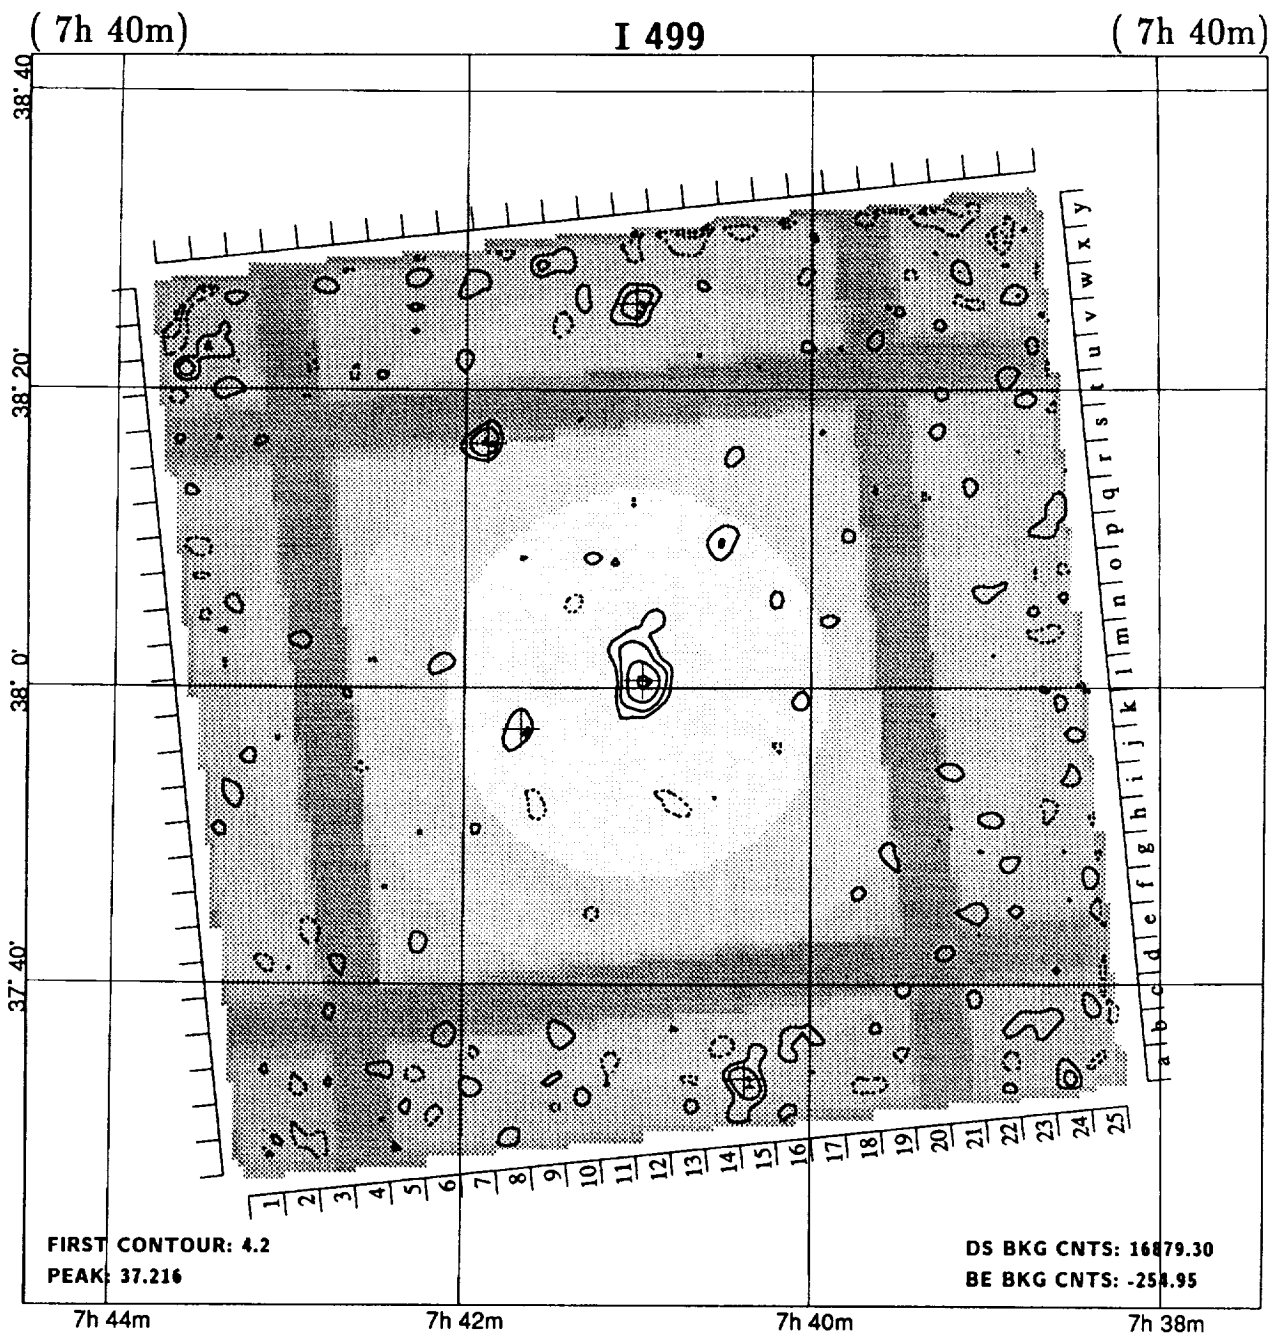 ( 7h 40m)
I 499
( 7h 40m)
38° 40
38° 20'
38° 0'
37° 40'
y
x
w
v
u
t
s
r
q
p
o
n
m
l
k
j
i
h
g
f
e
d
c
b
a
1 2 3 4 5 6 7 8 9 10 11 12 13 14 15 16 17 18 19 20 21 22 23 24 25
FIRST CONTOUR: 4.2
PEAK: 37.216
DS BKG CNTS: 16879.30
BE BKG CNTS: -254.95
7h 44m
7h 42m
7h 40m
7h 38m